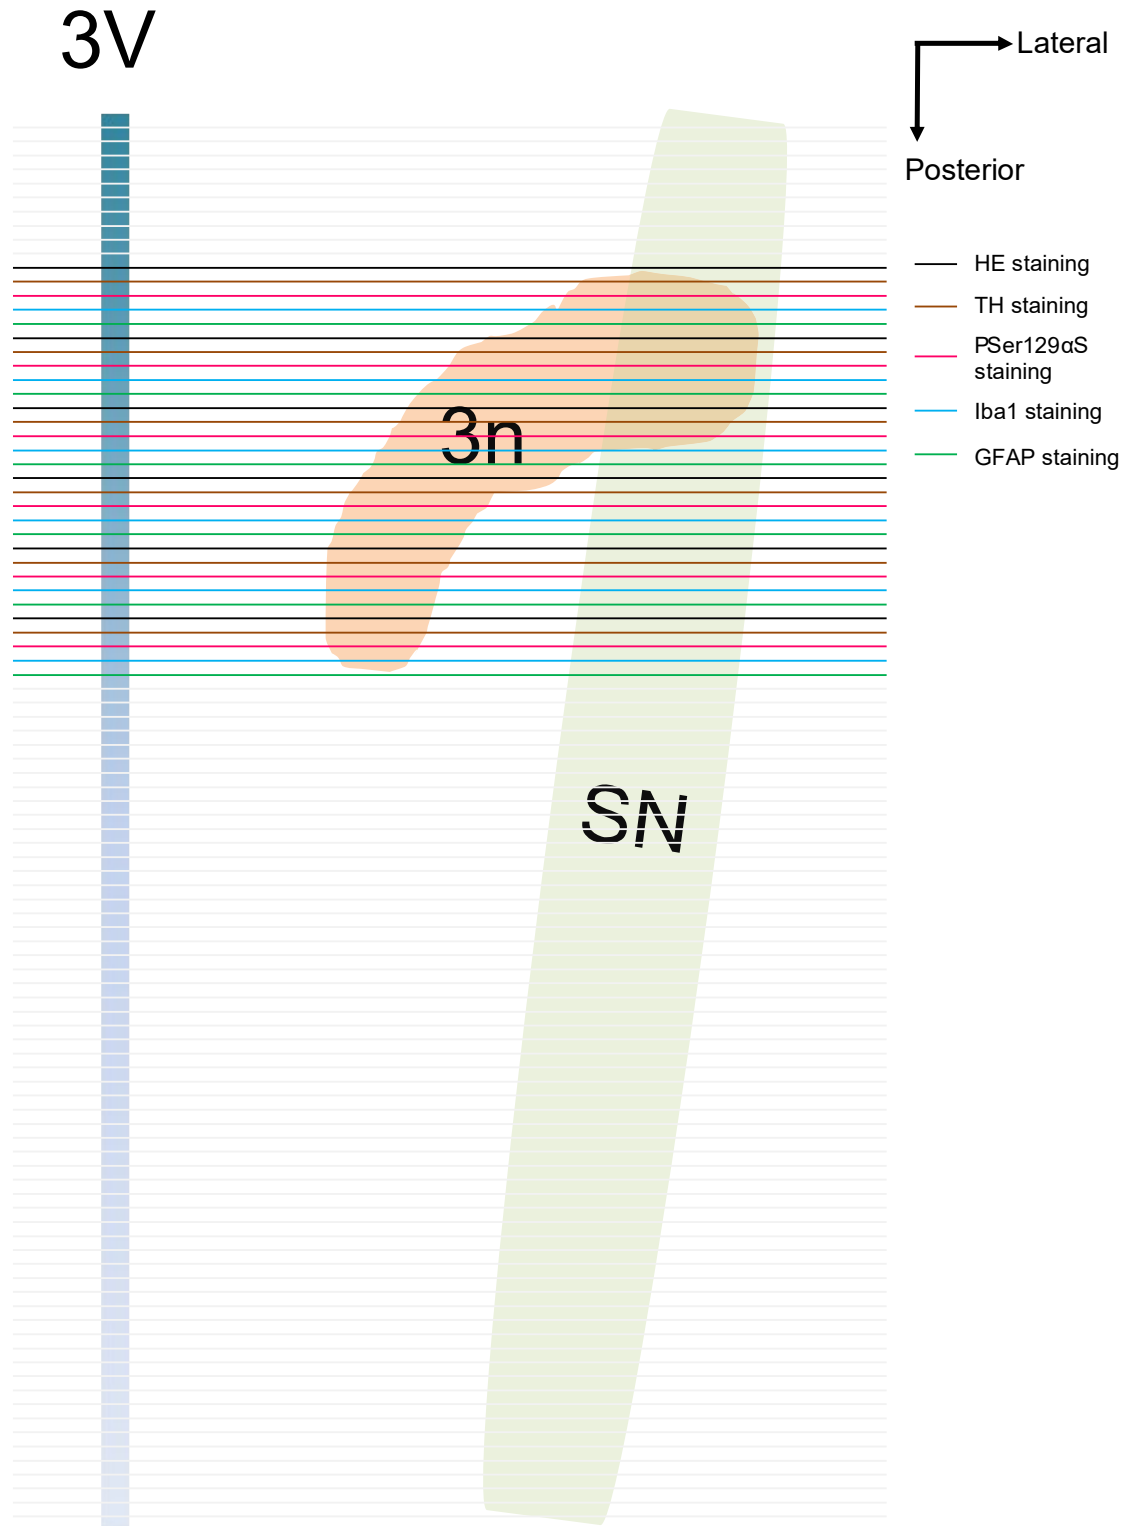 3V
Lateral
Posterior
HE staining
TH staining
PSer129αS
staining
Iba1 staining
GFAP staining
3n
SN